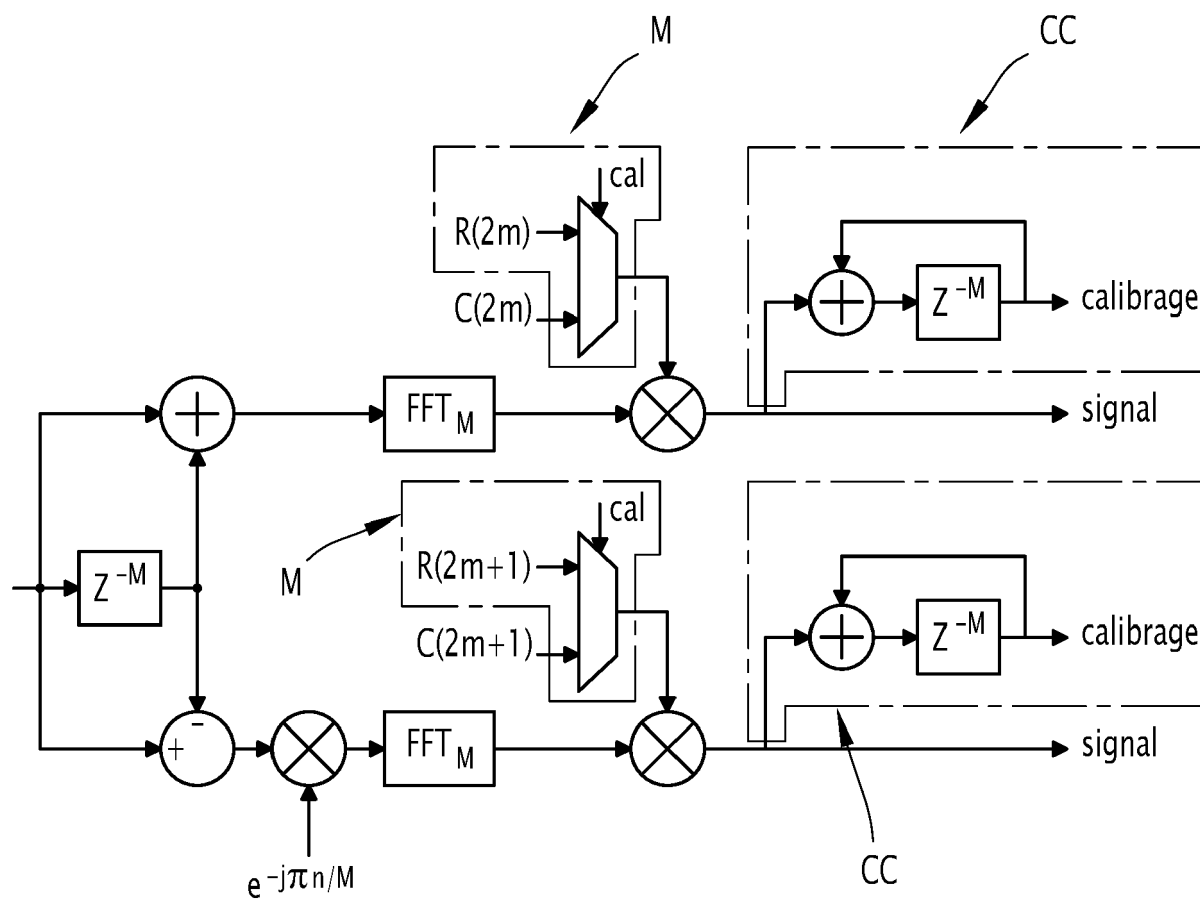 M
CC
cal
R(2m)
C(2m)
Z⁻ᴹ
calibrage
+
+
FFT_M
signal
cal
R(2m+1)
C(2m+1)
M
Z⁻ᴹ
+
Z⁻ᴹ
calibrage
-
+
FFT_M
signal
e^-jπn/M
CC